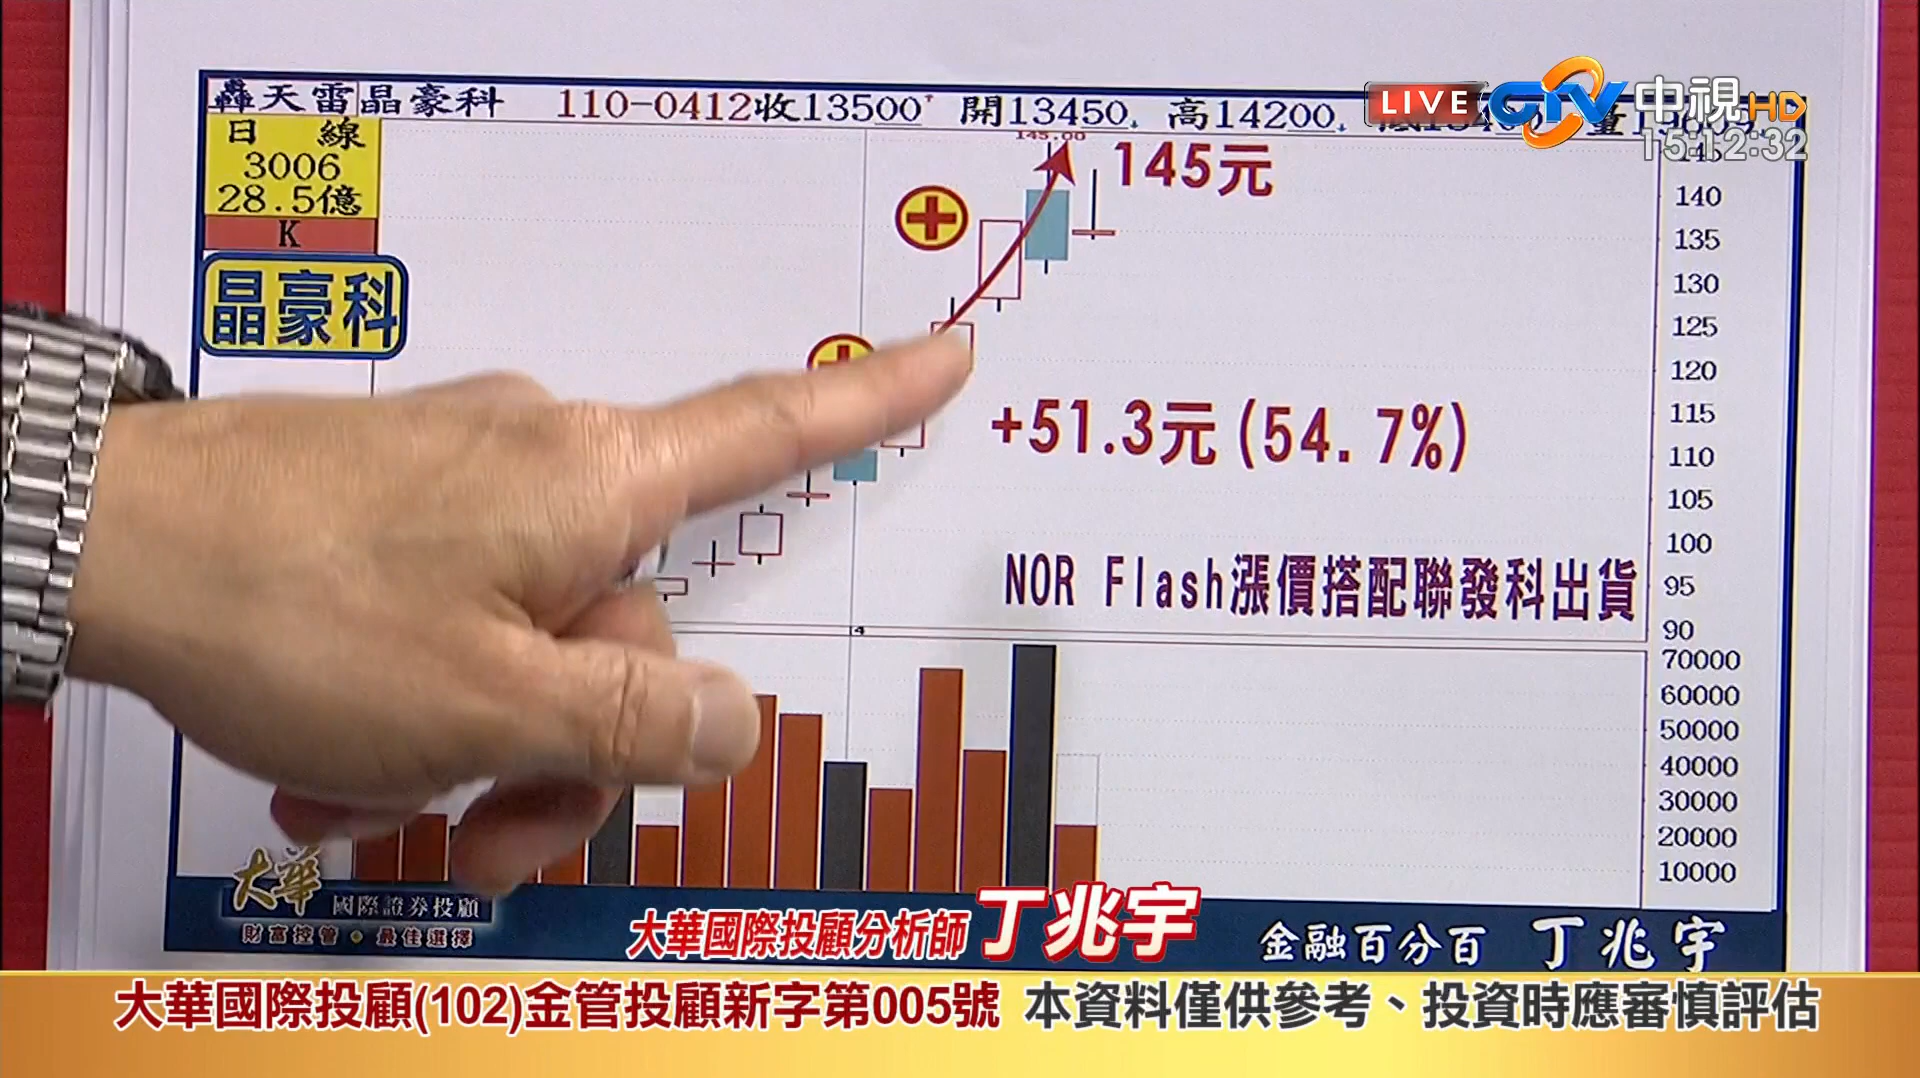 轟天雷晶豪科 110-0412收13500 開13450 高14200
LIVE CTV 中視HD
15:12:32
日 線
3006
28.5億
K
晶豪科
145.00
145元
+51.3元(54.7%)
NOR Flash漲價搭配聯發科出貨
145
140
135
130
125
120
115
110
105
100
95
90
4
70000
60000
50000
40000
30000
20000
10000
大華國際證券投顧
財富控管 最佳選擇
大華國際投顧分析師 丁兆宇
金融百分百 丁兆宇
大華國際投顧(102)金管投顧新字第005號 本資料僅供參考、投資時應審慎評估